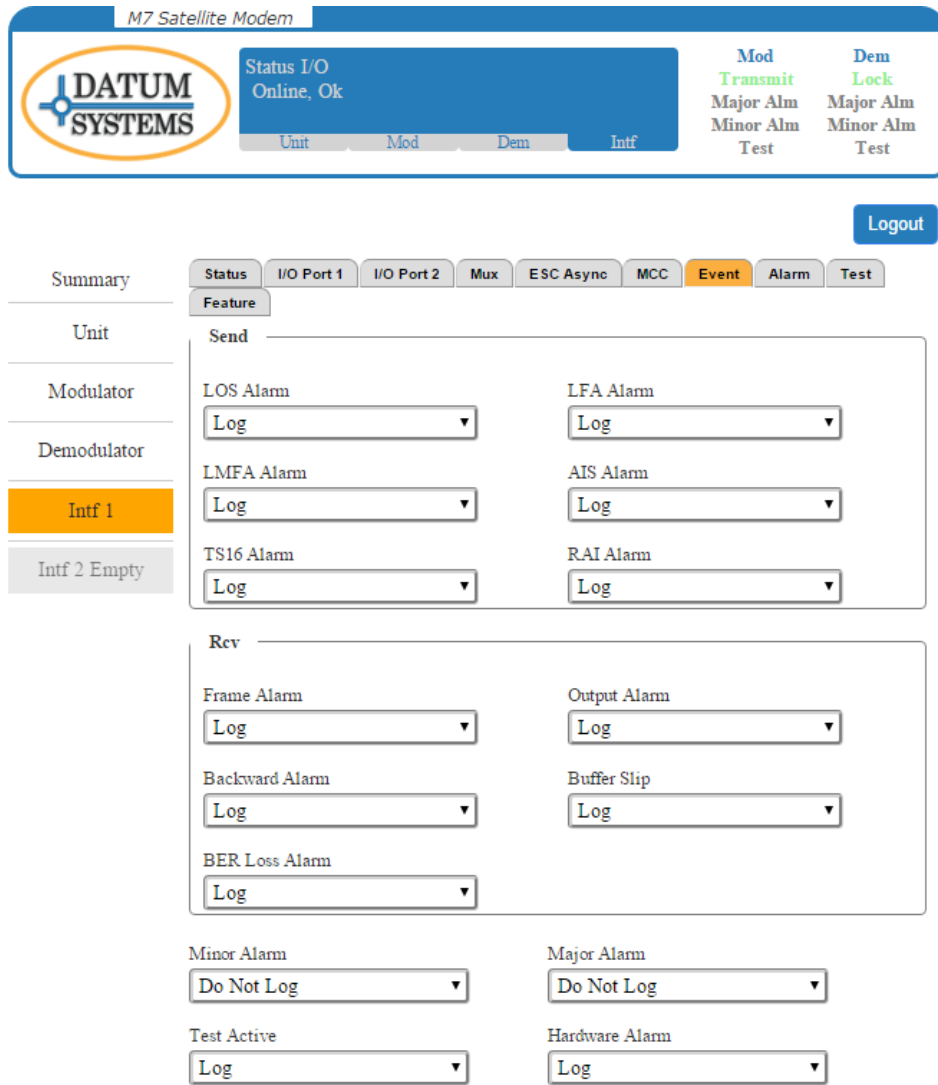 M7 Satellite Modem
DATUM
SYSTEMS
Status I/O
Online, Ok
Unit Mod Dem Intf
Mod Dem
Transmit Lock
Major Alm Major Alm
Minor Alm Minor Alm
Test Test
Logout
Summary
Unit
Modulator
Demodulator
Intf 1
Intf 2 Empty
Status I/O Port 1 I/O Port 2 Mux ESC Async MCC Event Alarm Test
Feature
Send
LOS Alarm LFA Alarm
Log Log
LMFA Alarm AIS Alarm
Log Log
TS16 Alarm RAI Alarm
Log Log
Rcv
Frame Alarm Output Alarm
Log Log
Backward Alarm Buffer Slip
Log Log
BER Loss Alarm
Log
Minor Alarm Major Alarm
Do Not Log Do Not Log
Test Active Hardware Alarm
Log Log